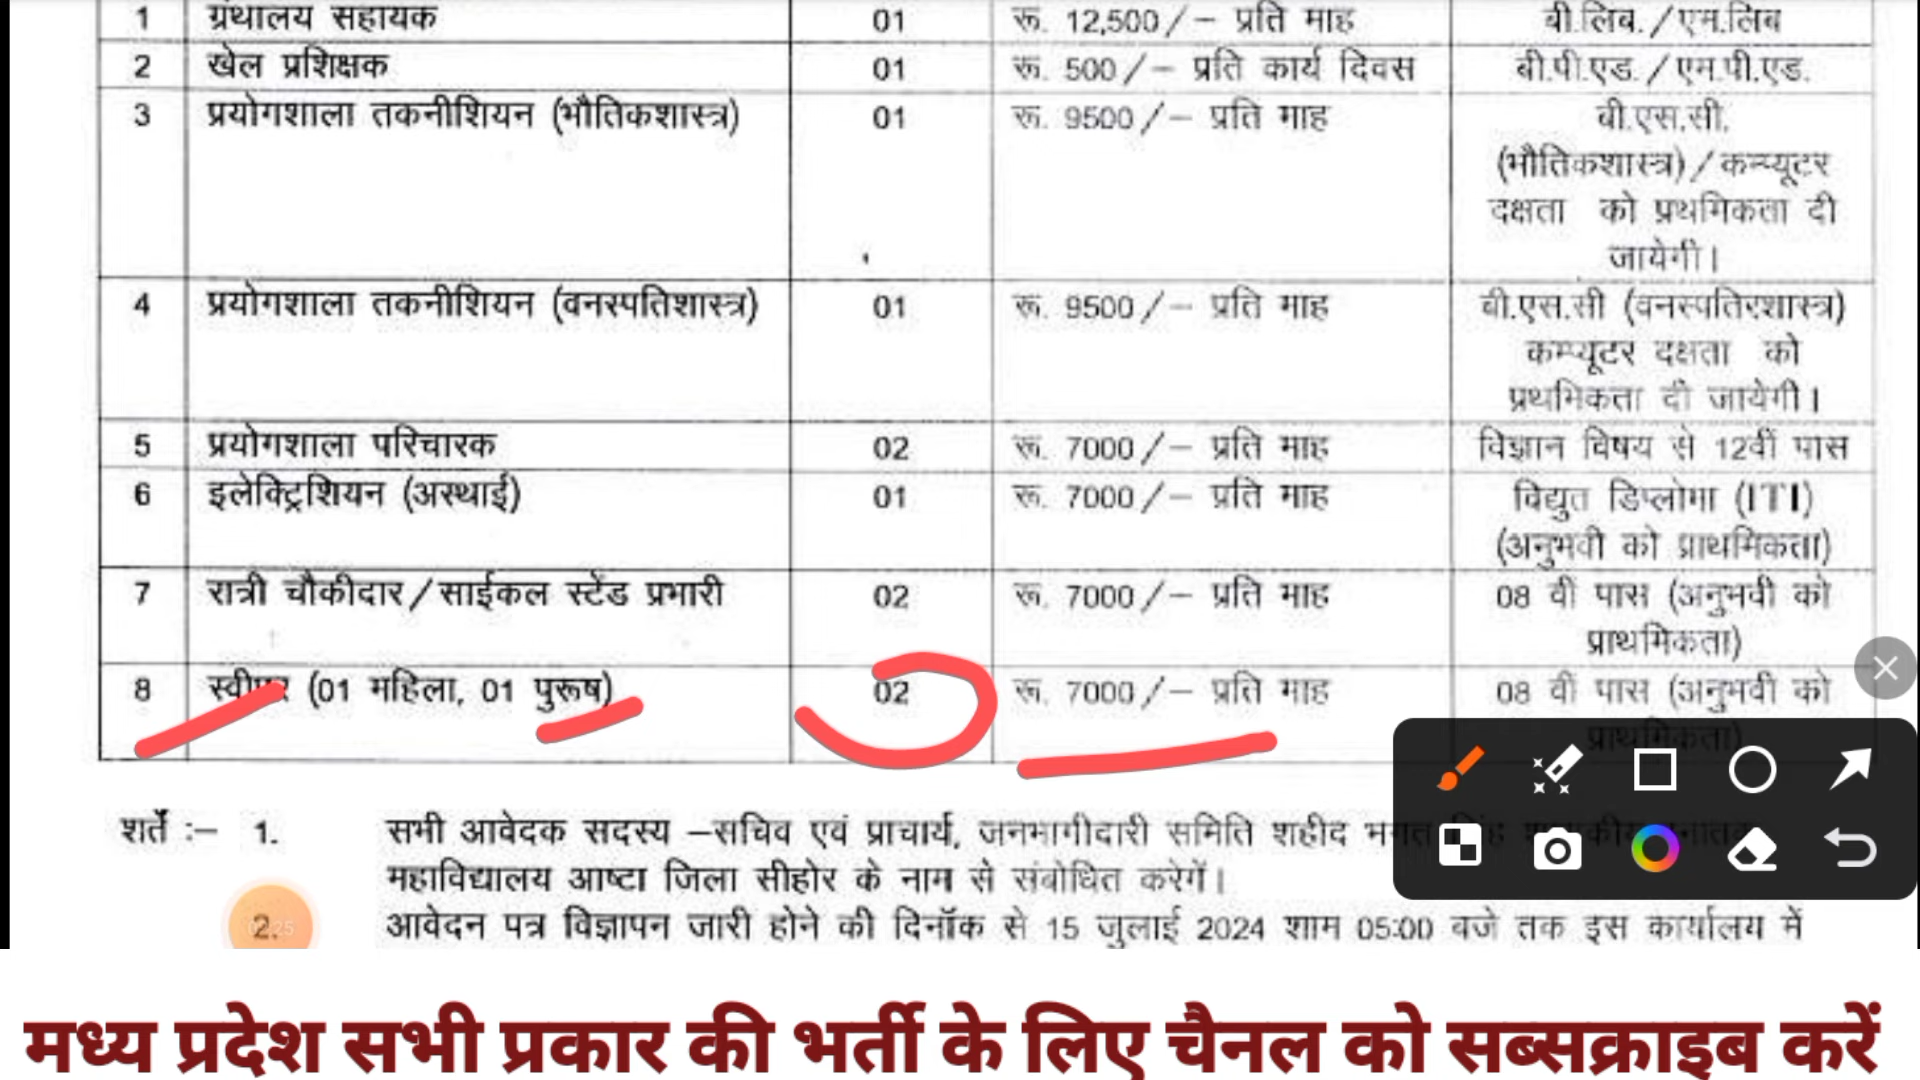 1 ग्रंथालय सहायक 01 रू. 12,500/- प्रति माह बी.लिब./एम.लिब
2 खेल प्रशिक्षक 01 रू. 500/- प्रति कार्य दिवस बी.पी.एड./एम.पी.एड.
3 प्रयोगशाला तकनीशियन (भौतिकशास्त्र) 01 रू. 9500/- प्रति माह बी.एस.सी.
(भौतिकशास्त्र)/कम्प्यूटर
दक्षता को प्रथमिकता दी
जायेगी।
4 प्रयोगशाला तकनीशियन (वनस्पतिशास्त्र) 01 रू. 9500/- प्रति माह बी.एस.सी (वनस्पतिरशास्त्र)
कम्प्यूटर दक्षता को
प्रथमिकता दी जायेगी।
5 प्रयोगशाला परिचारक 02 रू. 7000/- प्रति माह विज्ञान विषय से 12वीं पास
6 इलेक्ट्रिशियन (अस्थाई) 01 रू. 7000/- प्रति माह विद्युत डिप्लोमा (ITI)
(अनुभवी को प्राथमिकता)
7 रात्री चौकीदार/साईकल स्टेंड प्रभारी 02 रू. 7000/- प्रति माह 08 वी पास (अनुभवी को
प्राथमिकता)
8 स्वीपर (01 महिला, 01 पुरूष) 02 रू. 7000/- प्रति माह 08 वी पास (अनुभवी को
प्राथमिकता)
शर्ते :- 1. सभी आवेदक सदस्य -सचिव एवं प्राचार्य, जनभागीदारी समिति शहीद भगत सिंह
महाविद्यालय आष्टा जिला सीहोर के नाम से संबोधित करेगें।
2. आवेदन पत्र विज्ञापन जारी होने की दिनॉक से 15 जुलाई 2024 शाम 05:00 बजे तक इस कार्यालय में
मध्य प्रदेश सभी प्रकार की भर्ती के लिए चैनल को सब्सक्राइब करें